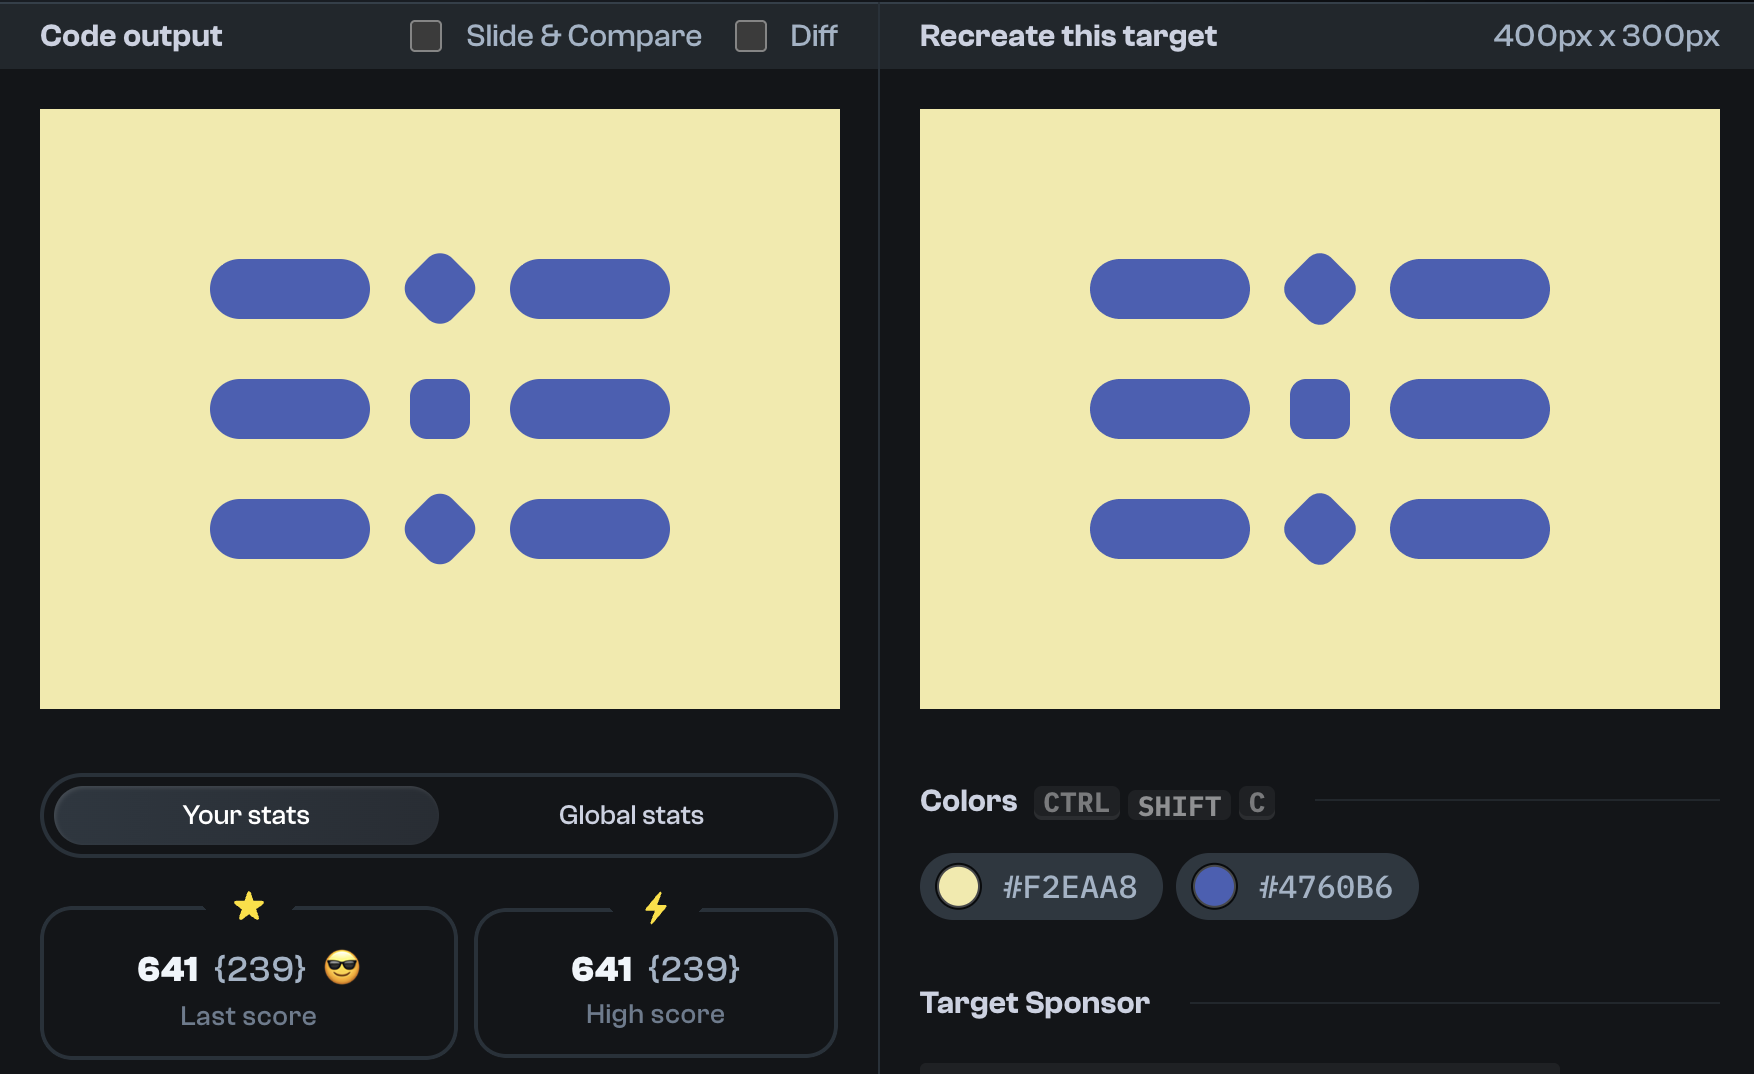 Code output
Slide & Compare
Diff
Recreate this target
400px x 300px
Your stats
Global stats
641 {239}
Last score
641 {239}
High score
Colors CTRL SHIFT C
#F2EAA8
#4760B6
Target Sponsor